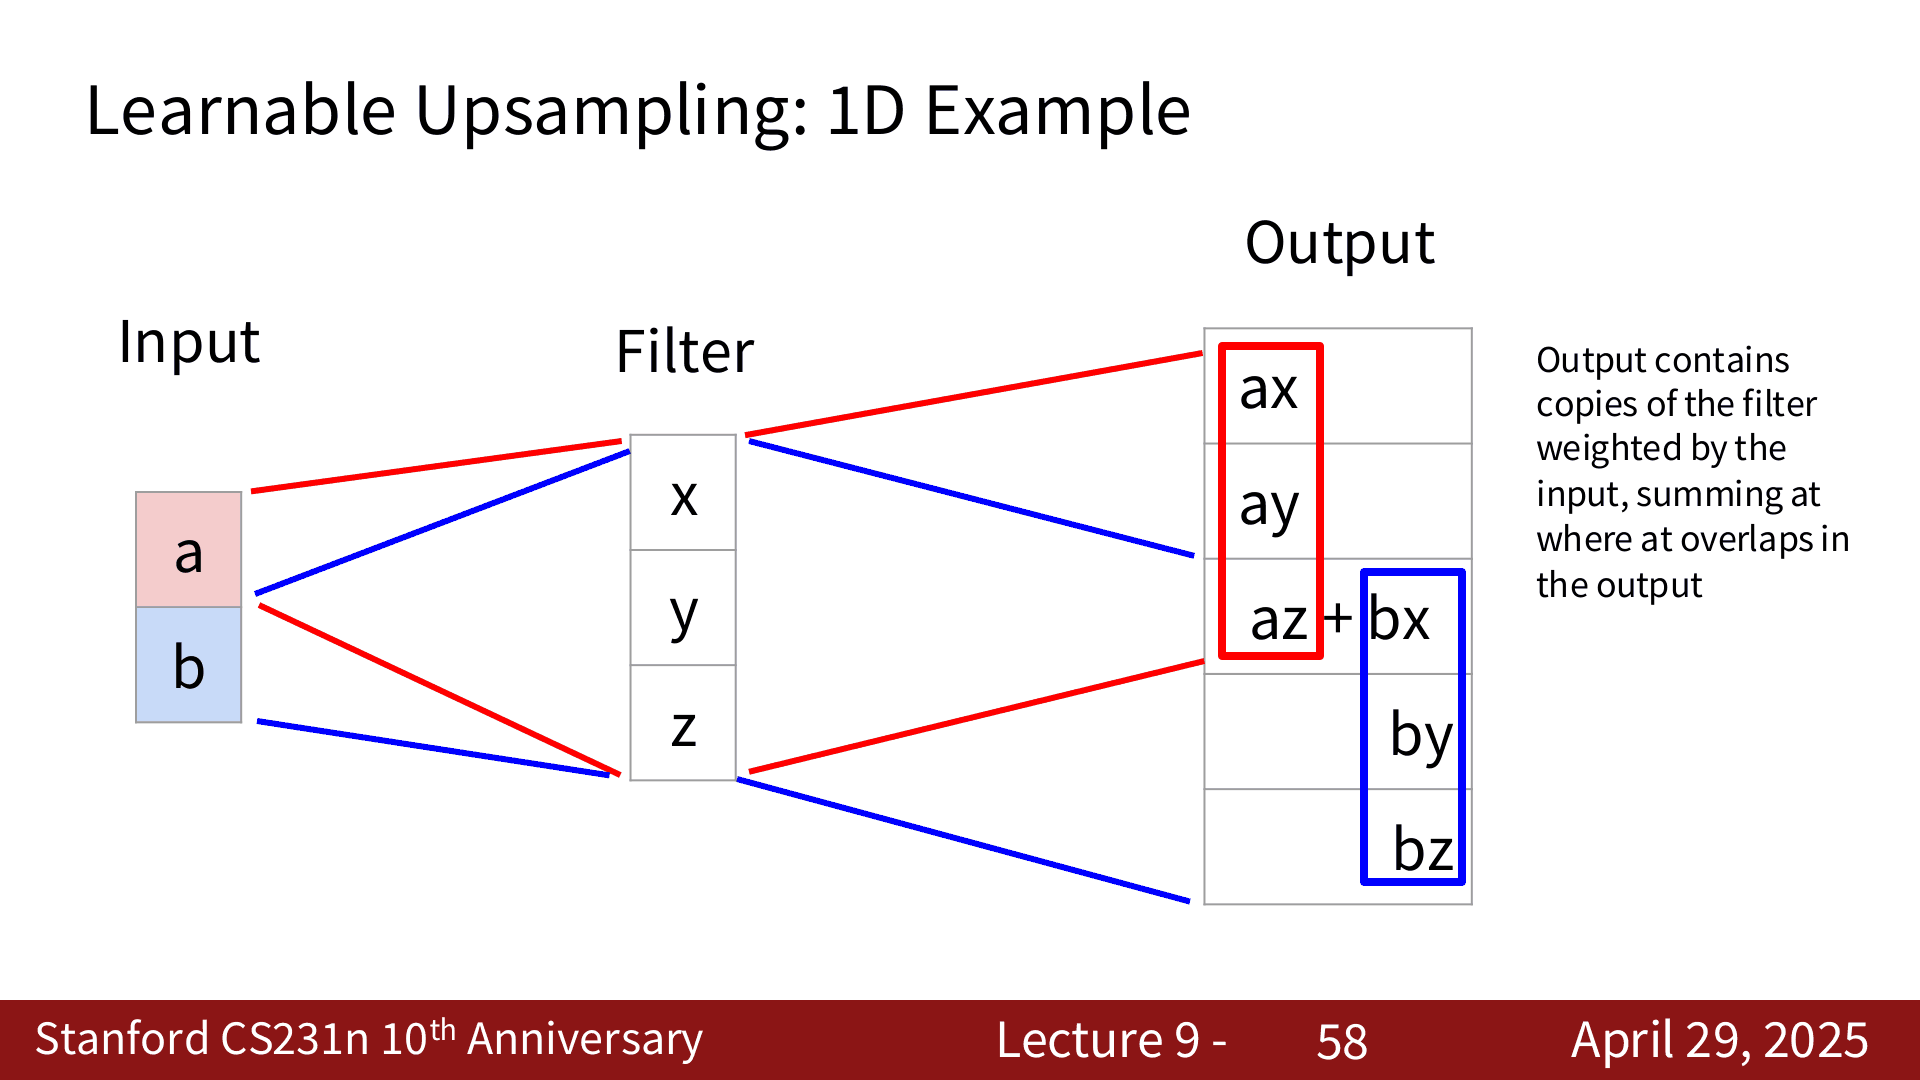 Learnable Upsampling: 1D Example
Input
a
b
Filter
x
y
z
Output
ax
ay
az + bx
by
bz
Output contains
copies of the filter
weighted by the
input, summing at
where at overlaps in
the output
Stanford CS231n 10th Anniversary
Lecture 9 - 58
April 29, 2025